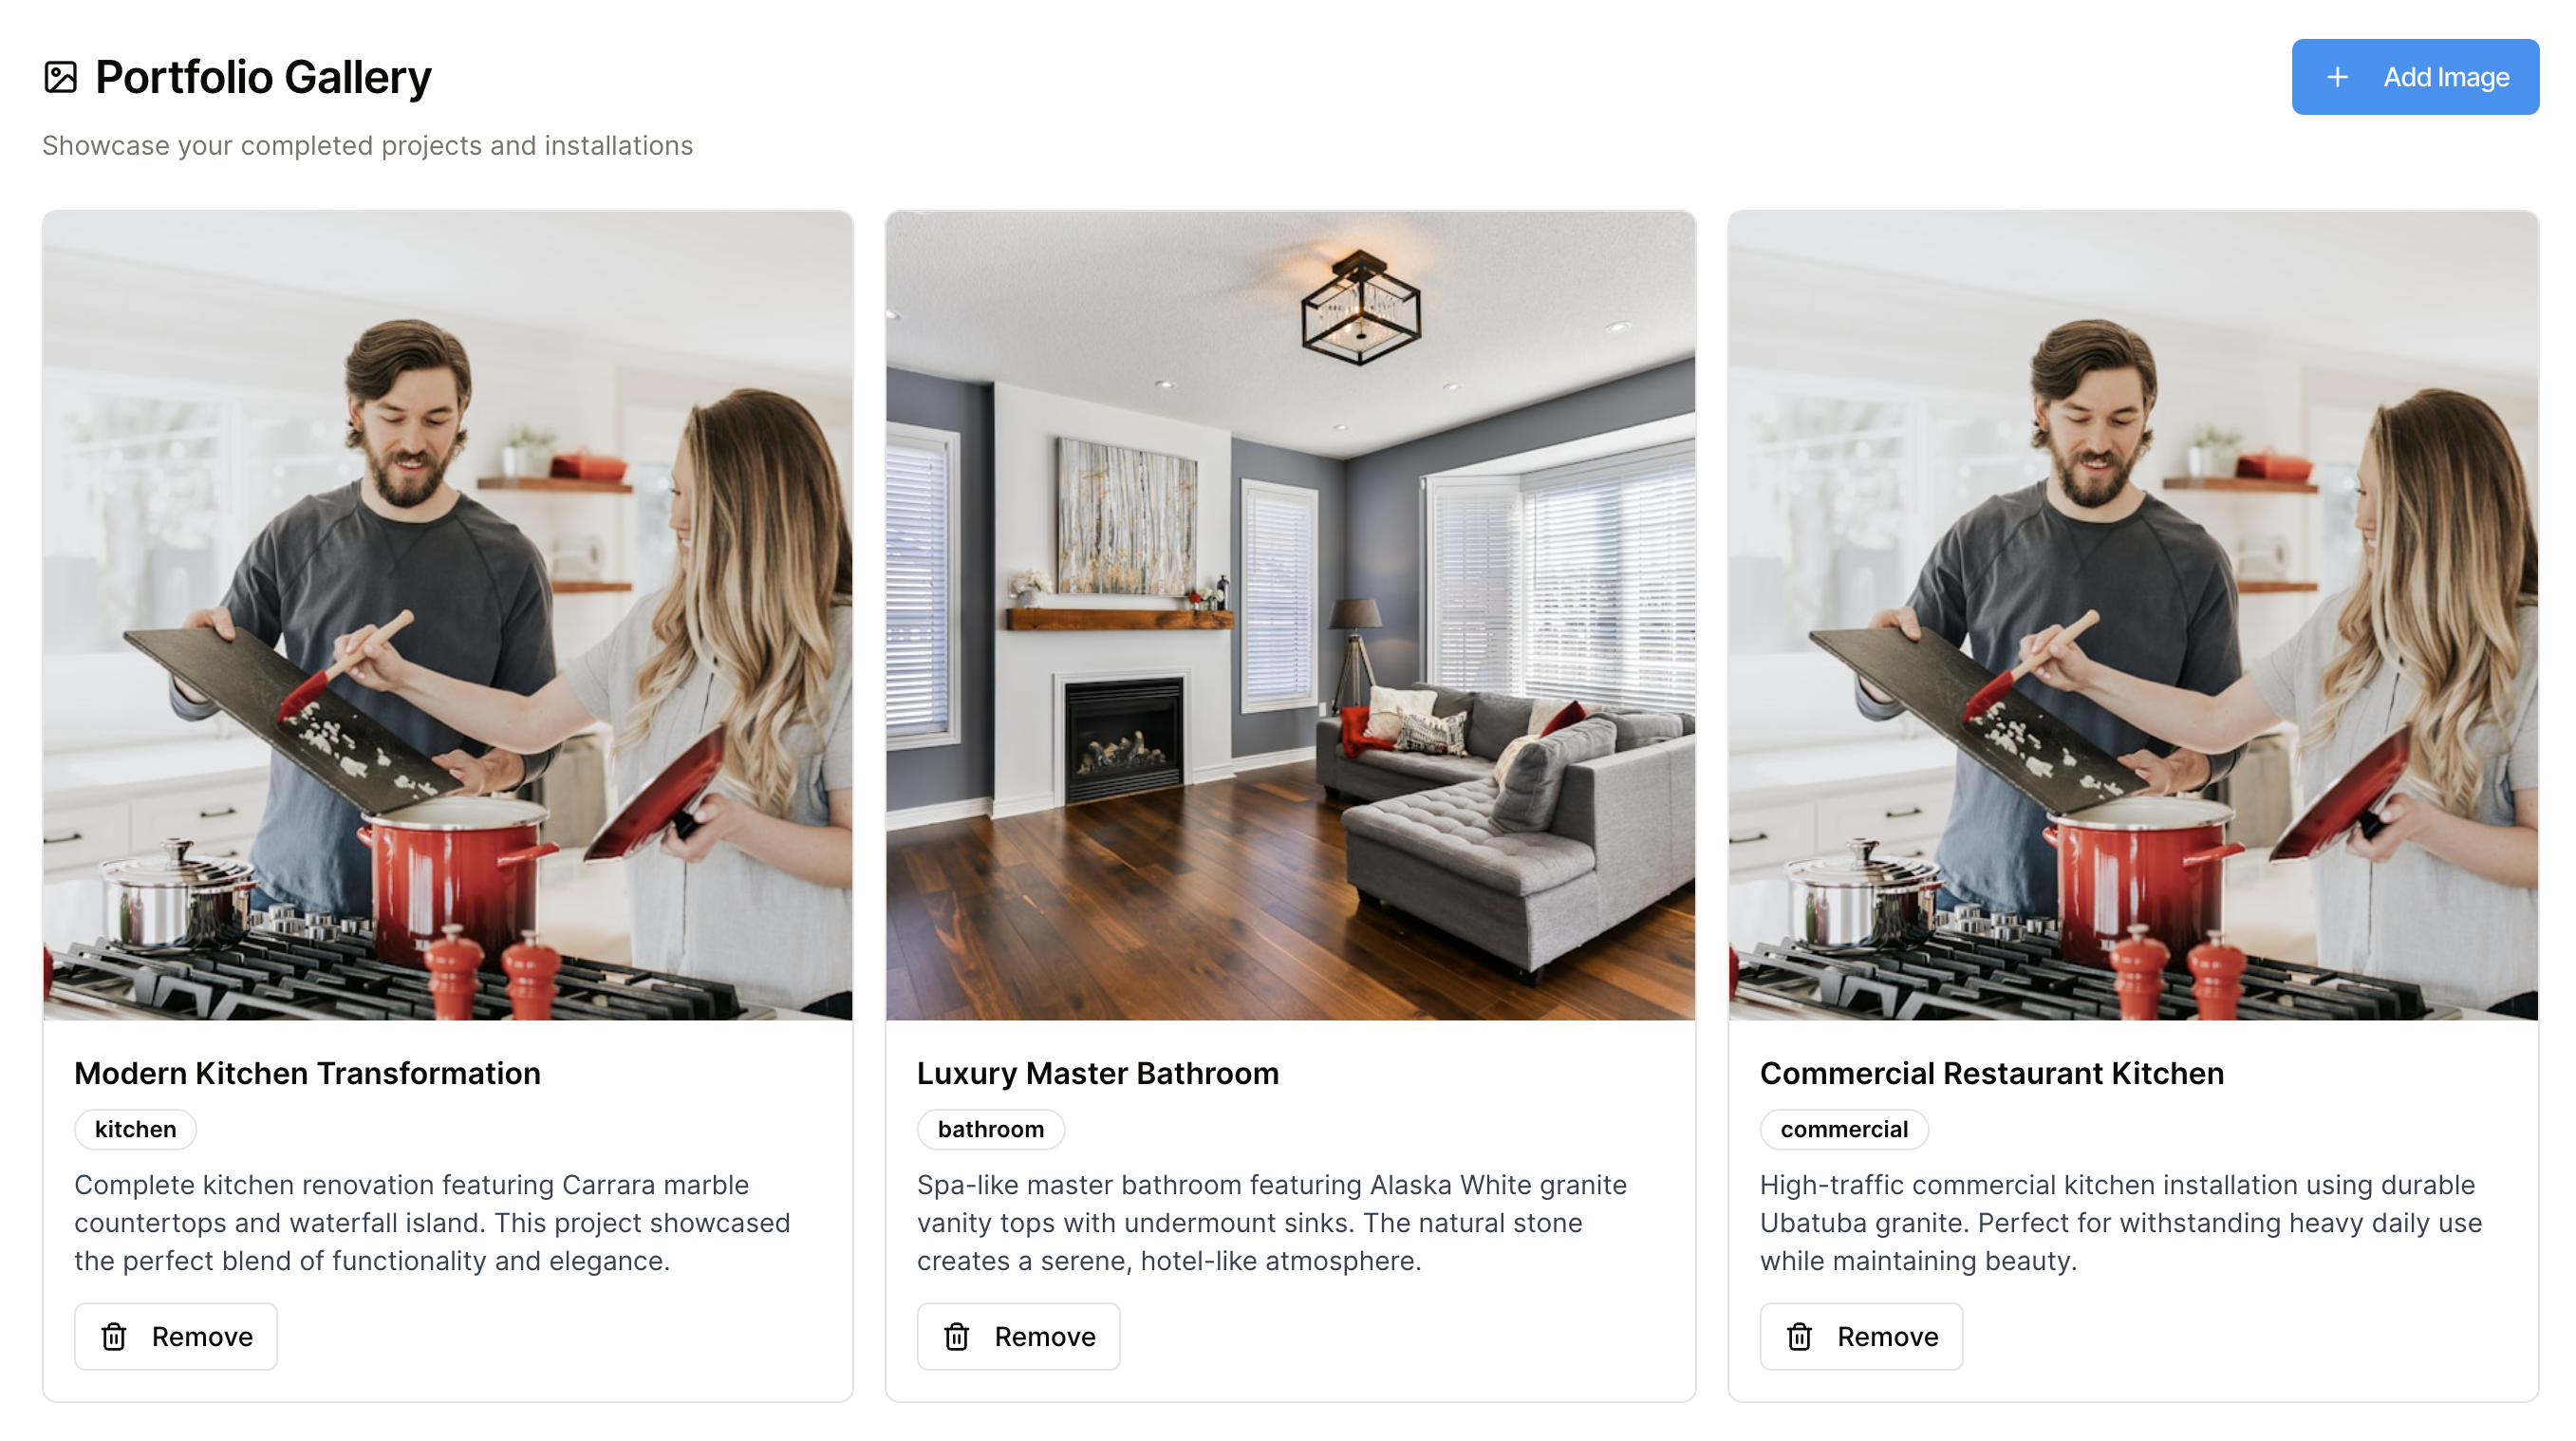 Portfolio Gallery
Add Image
Showcase your completed projects and installations
Modern Kitchen Transformation
kitchen
Complete kitchen renovation featuring Carrara marble
countertops and waterfall island. This project showcased
the perfect blend of functionality and elegance.
Remove
Luxury Master Bathroom
bathroom
Spa-like master bathroom featuring Alaska White granite
vanity tops with undermount sinks. The natural stone
creates a serene, hotel-like atmosphere.
Remove
Commercial Restaurant Kitchen
commercial
High-traffic commercial kitchen installation using durable
Ubatuba granite. Perfect for withstanding heavy daily use
while maintaining beauty.
Remove